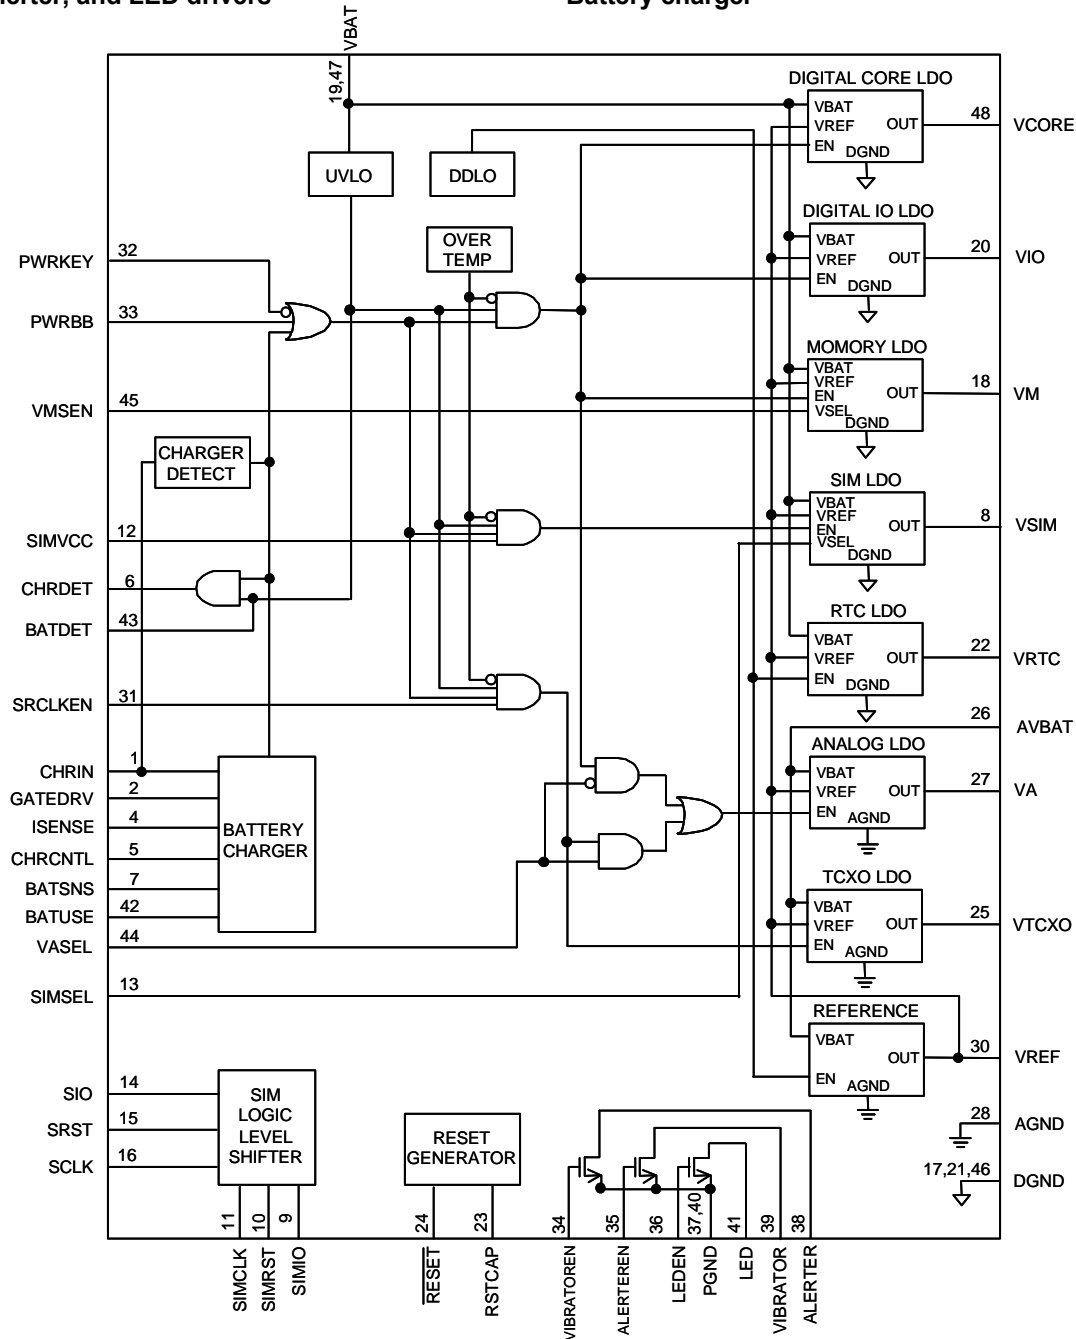 erter, and LED drivers
Battery charger
VBAT
19,47
DIGITAL CORE LDO
VBAT
VREF
EN
OUT
DGND
48
VCORE
UVLO
DDLO
DIGITAL IO LDO
VBAT
VREF
EN
OUT
DGND
20
VIO
OVER
TEMP
PWRKEY
32
PWRBB
33
MOMORY LDO
VBAT
VREF
EN
VSEL
OUT
DGND
18
VM
VMSEN
45
CHARGER
DETECT
SIM LDO
VBAT
VREF
EN
VSEL
OUT
DGND
8
VSIM
SIMVCC
12
CHRDET
6
BATDET
43
RTC LDO
VBAT
VREF
EN
OUT
DGND
22
VRTC
SRCLKEN
31
26
AVBAT
ANALOG LDO
VBAT
VREF
EN
OUT
AGND
27
VA
CHRIN
1
GATEDRV
2
ISENSE
4
CHRCNTL
5
BATSNS
7
BATUSE
42
BATTERY
CHARGER
VASEL
44
TCXO LDO
VBAT
VREF
EN
OUT
AGND
25
VTCXO
SIMSEL
13
REFERENCE
VBAT
OUT
EN
AGND
30
VREF
SIO
14
SRST
15
SCLK
16
SIM
LOGIC
LEVEL
SHIFTER
RESET
GENERATOR
28
AGND
17,21,46
DGND
11
10
9
24
23
34
35
36
37,40
41
39
38
SIMCLK
SIMRST
SIMIO
RESET
RSTCAP
VIBRATOREN
ALERTEREN
LEDEN
PGND
LED
VIBRATOR
ALERTER